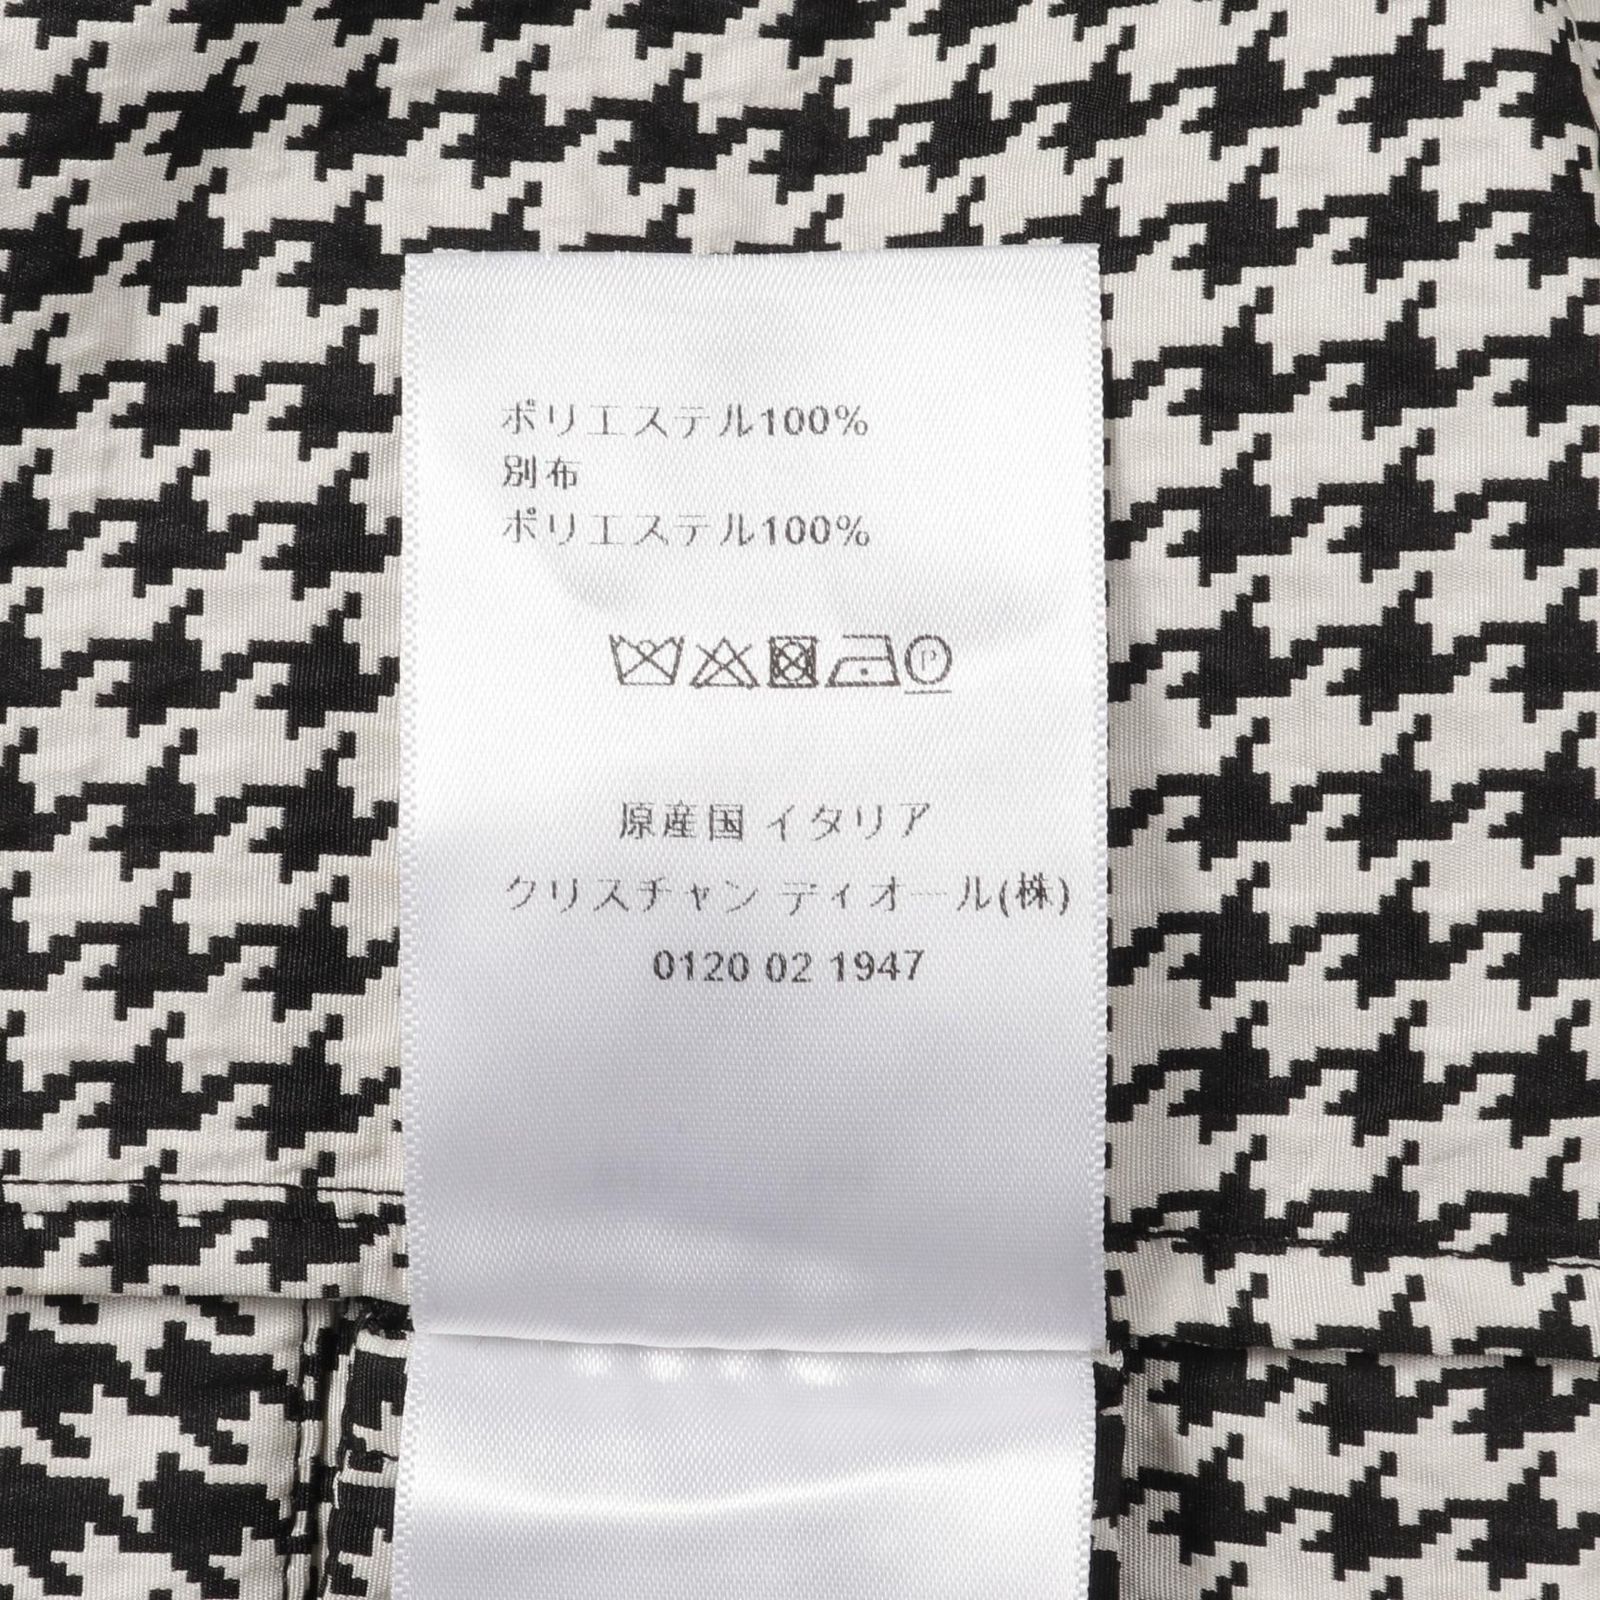 ポリエステル100%
別布
ポリエステル100%
P
原産国 イタリア
クリスチャン ディオール(株)
0120 02 1947